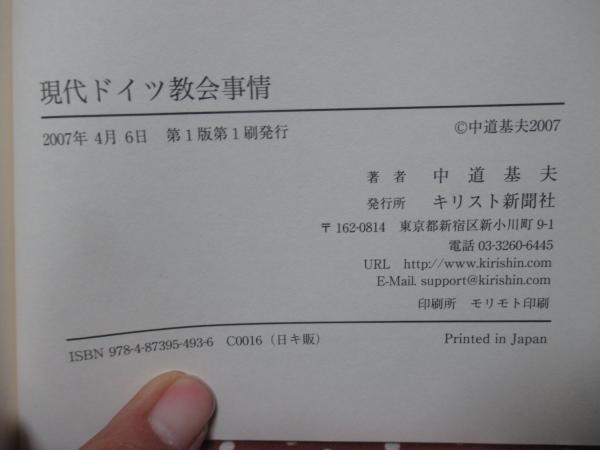 現代ドイツ教会事情
2007年 4月 6日 第1版第1刷発行 ©中道基夫2007
著者 中道基夫
発行所 キリスト新聞社
〒162-0814 東京都新宿区新小川町 9-1
電話 03-3260-6445
URL http://www.kirishin.com
E-Mail. support@kirishin.com
印刷所 モリモト印刷
ISBN 978-4-87395-493-6 C0016（日キ販） Printed in Japan